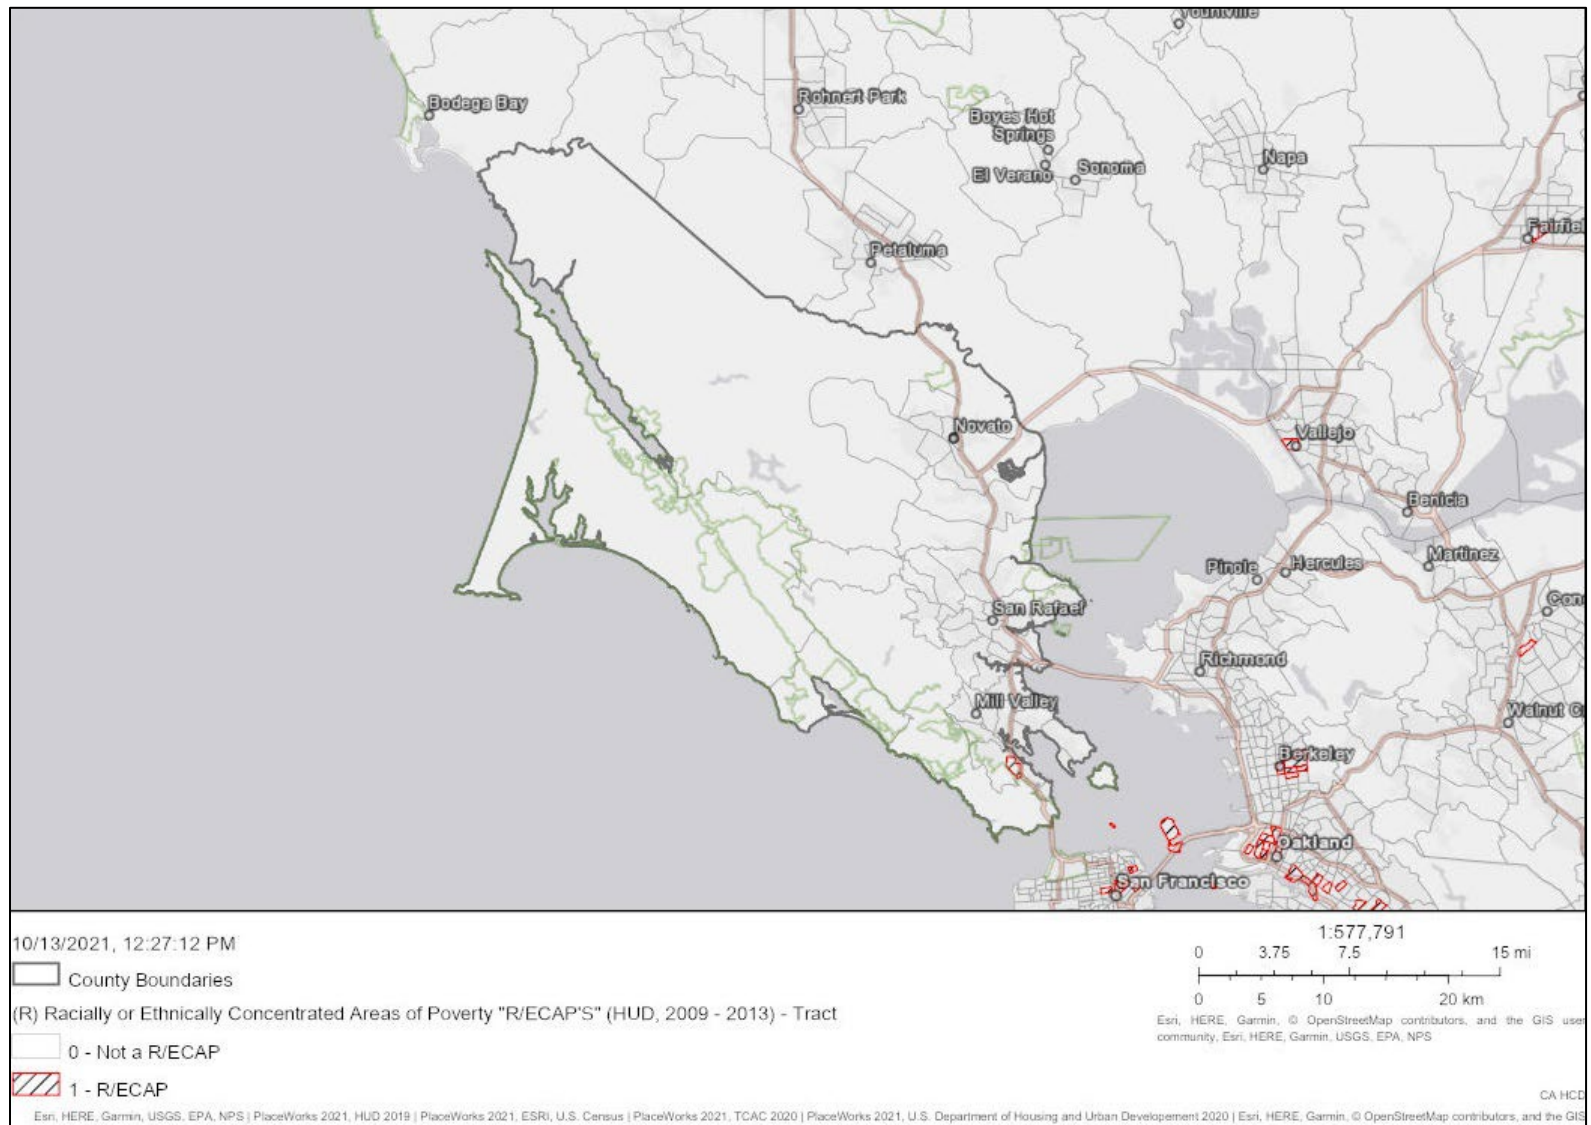 Yountville
Bodega Bay
Rohnert Park
Boyes Hot
Springs
El Verano
Sonoma
Napa
Petaluma
Novato
Vallejo
Benicia
Martinez
Pinole
Hercules
San Rafael
Richmond
Mill Valley
Berkeley
Oakland
San Francisco
10/13/2021, 12:27:12 PM
County Boundaries
(R) Racially or Ethnically Concentrated Areas of Poverty "R/ECAP'S" (HUD, 2009 - 2013) - Tract
0 - Not a R/ECAP
1 - R/ECAP
1:577,791
0 3.75 7.5 15 mi
0 5 10 20 km
Esri, HERE, Garmin, © OpenStreetMap contributors, and the GIS user
community, Esri, HERE, Garmin, USGS, EPA, NPS
CA HCD
Esri, HERE, Garmin, USGS, EPA, NPS | PlaceWorks 2021, HUD 2019 | PlaceWorks 2021, ESRI, U.S. Census | PlaceWorks 2021, TCAC 2020 | PlaceWorks 2021, U.S. Department of Housing and Urban Developement 2020 | Esri, HERE, Garmin, © OpenStreetMap contributors, and the GIS